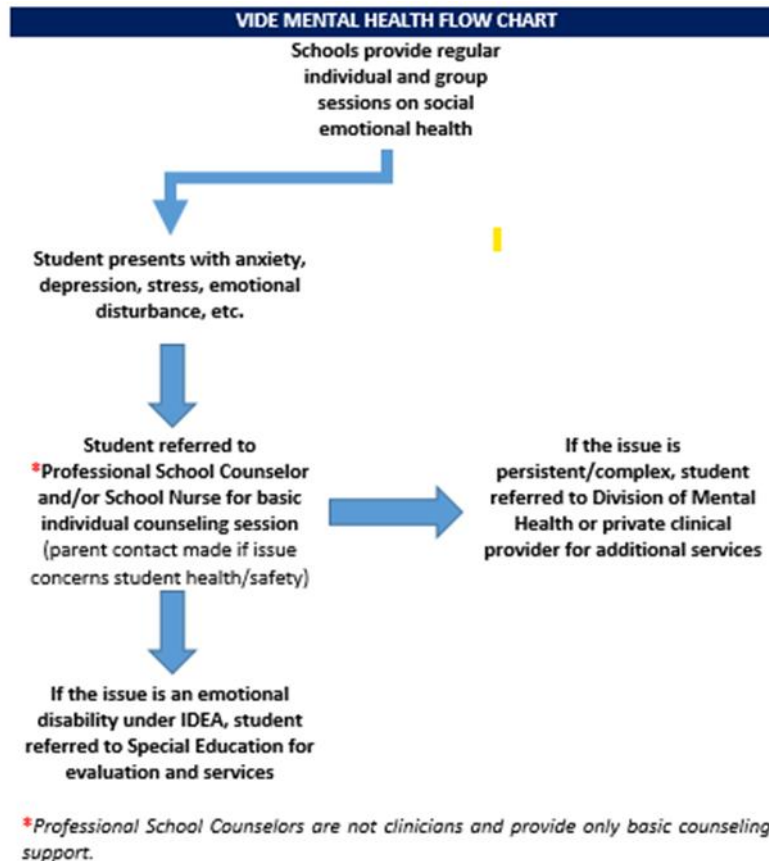 VIDE MENTAL HEALTH FLOW CHART
Schools provide regular
individual and group
sessions on social
emotional health
Student presents with anxiety,
depression, stress, emotional
disturbance, etc.
Student referred to
*Professional School Counselor
and/or School Nurse for basic
individual counseling session
(parent contact made if issue
concerns student health/safety)
If the issue is
persistent/complex, student
referred to Division of Mental
Health or private clinical
provider for additional services
If the issue is an emotional
disability under IDEA, student
referred to Special Education for
evaluation and services
*Professional School Counselors are not clinicians and provide only basic counseling
support.